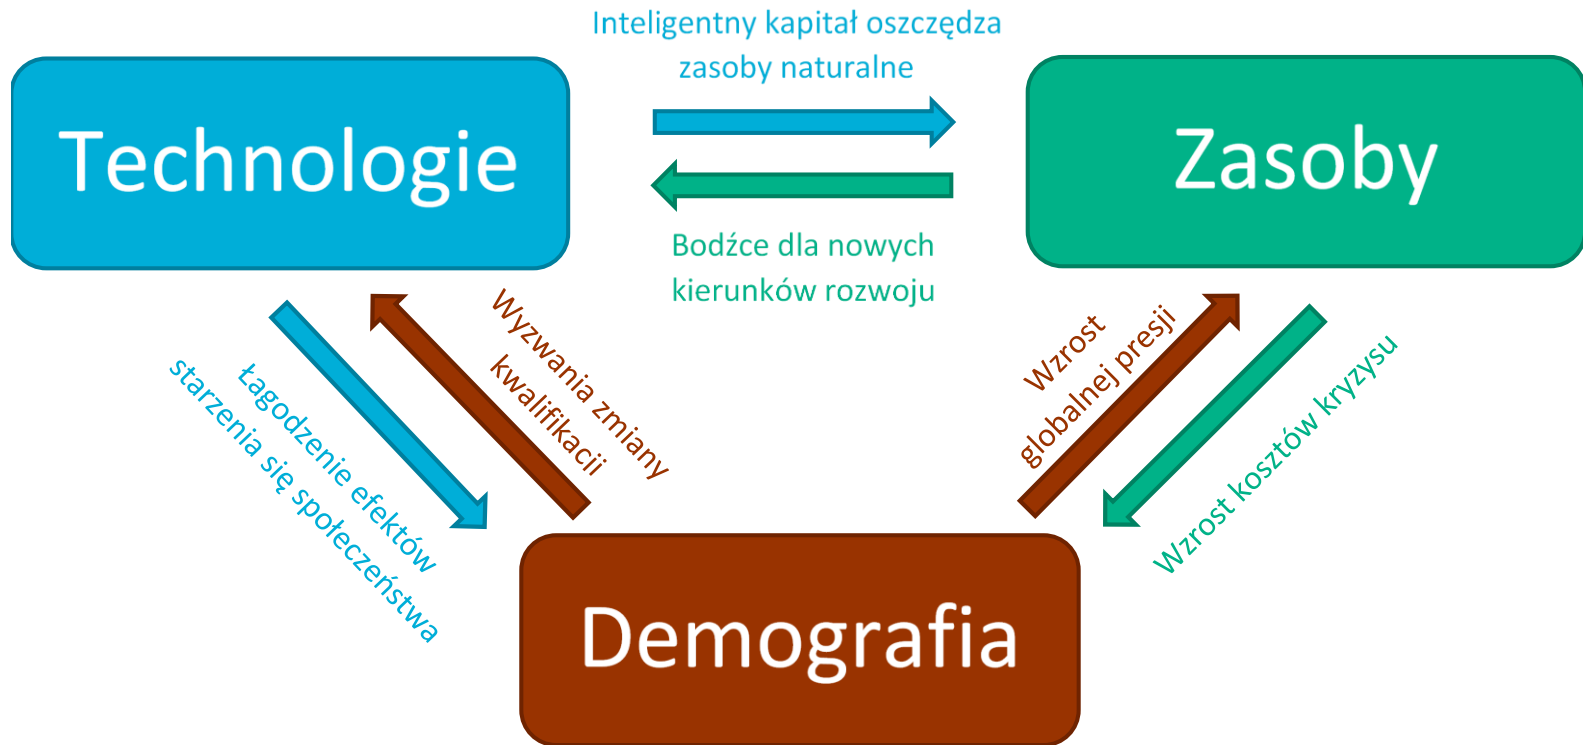 Inteligentny kapitał oszczędza
zasoby naturalne
Technologie
Zasoby
Bodźce dla nowych
kierunków rozwoju
Łagodzenie efektów
starzenia się społeczeństwa
Wyzwania zmiany
kwalifikacii
Wzrost
globalnej presji
Wzrost kosztów kryzysu
Demografia